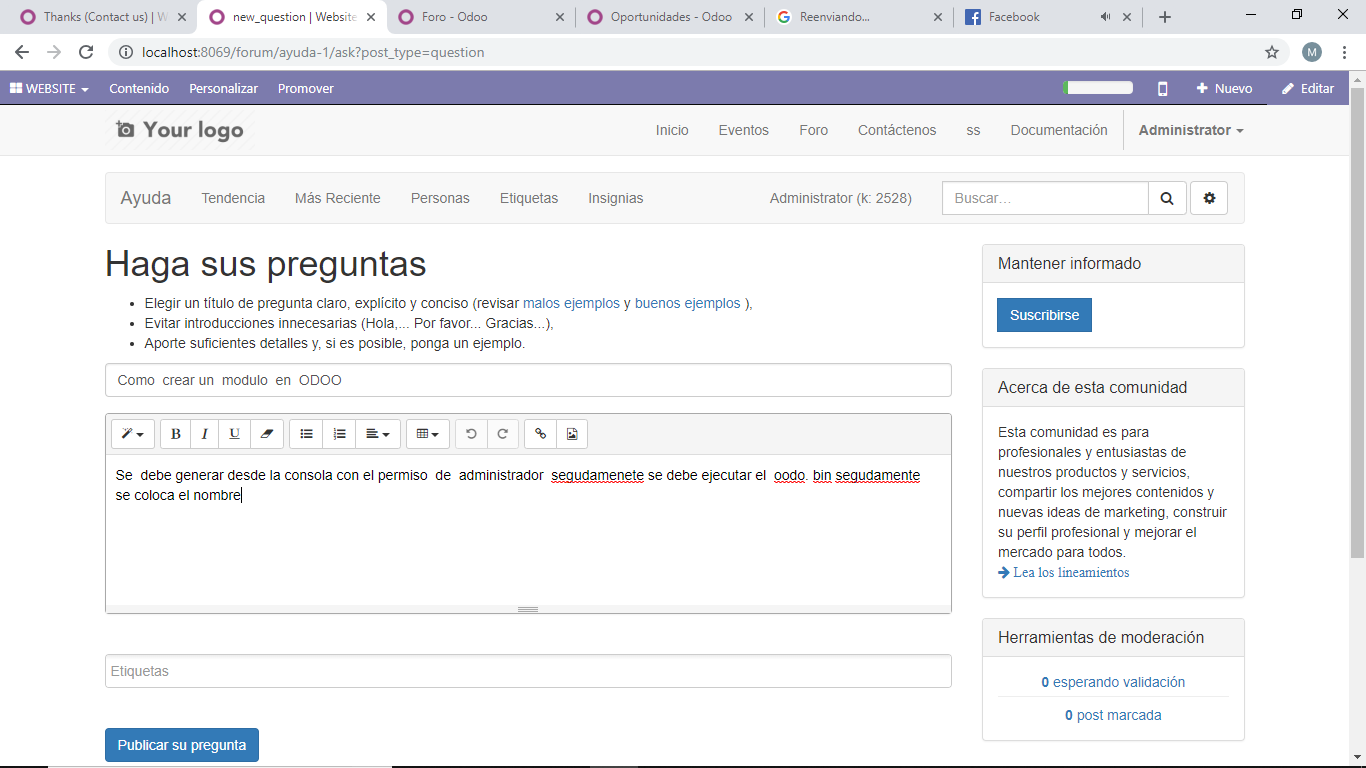 Thanks (Contact us) | W
new_question | Website
Foro - Odoo
Oportunidades - Odoo
Reenviando...
Facebook
localhost:8069/forum/ayuda-1/ask?post_type=question
M
WEBSITE Contenido Personalizar Promover Nuevo Editar
Your logo Inicio Eventos Foro Contáctenos ss Documentación Administrator
Ayuda Tendencia Más Reciente Personas Etiquetas Insignias Administrator (k: 2528) Buscar...
Haga sus preguntas
• Elegir un título de pregunta claro, explícito y conciso (revisar malos ejemplos y buenos ejemplos ),
• Evitar introducciones innecesarias (Hola,... Por favor... Gracias...),
• Aporte suficientes detalles y, si es posible, ponga un ejemplo.
Como crear un modulo en ODOO
B I U
Se debe generar desde la consola con el permiso de administrador segudamenete se debe ejecutar el oodo. bin segudamente
se coloca el nombre
Etiquetas
Publicar su pregunta
Mantener informado
Suscribirse
Acerca de esta comunidad
Esta comunidad es para
profesionales y entusiastas de
nuestros productos y servicios,
compartir los mejores contenidos y
nuevas ideas de marketing, construir
su perfil profesional y mejorar el
mercado para todos.
Lea los lineamientos
Herramientas de moderación
0 esperando validación
0 post marcada